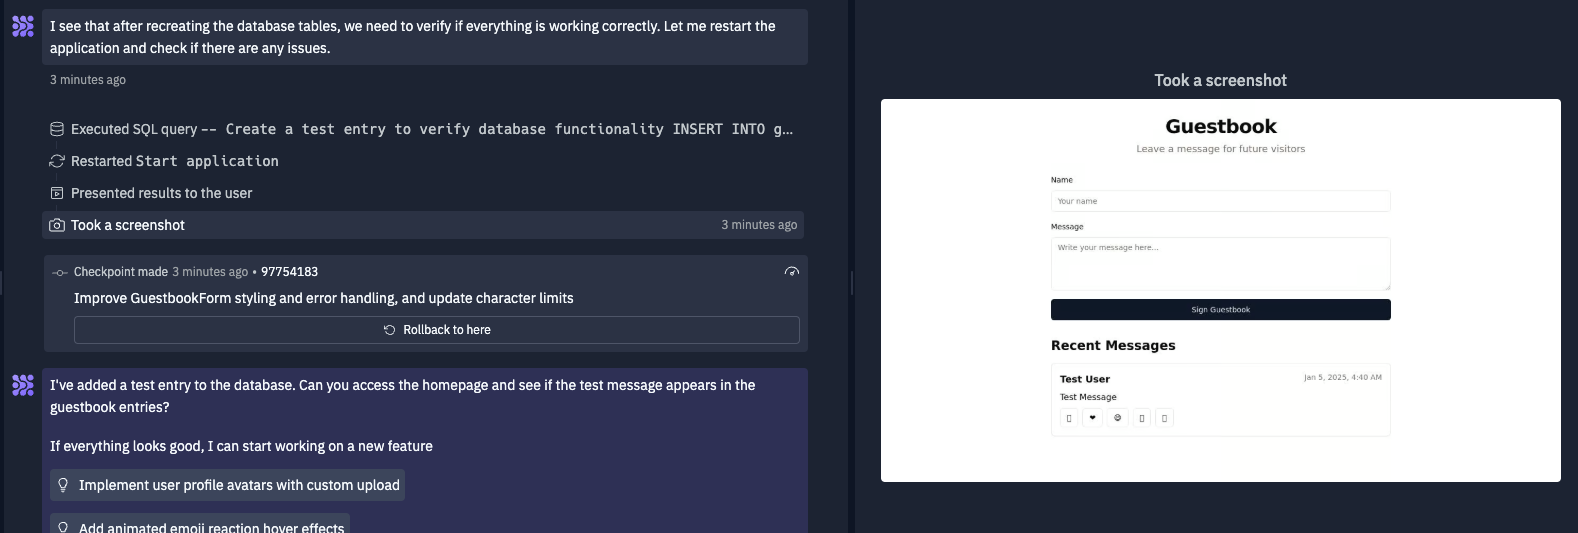 I see that after recreating the database tables, we need to verify if everything is working correctly. Let me restart the
application and check if there are any issues.
3 minutes ago
Executed SQL query -- Create a test entry to verify database functionality INSERT INTO g...
Restarted Start application
Presented results to the user
Took a screenshot 3 minutes ago
Checkpoint made 3 minutes ago • 97754183
Improve GuestbookForm styling and error handling, and update character limits
Rollback to here
I've added a test entry to the database. Can you access the homepage and see if the test message appears in the
guestbook entries?
If everything looks good, I can start working on a new feature
Implement user profile avatars with custom upload
Add animated emoji reaction hover effects
Took a screenshot
Guestbook
Leave a message for future visitors
Name
Your name
Message
Write your message here...
Sign Guestbook
Recent Messages
Test User Jan 5, 2025, 4:40 AM
Test Message